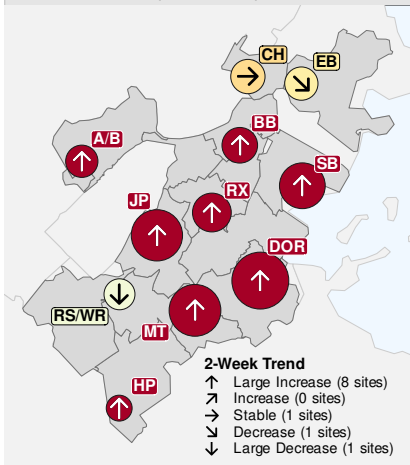 CH
EB
BB
A/B
SB
RX
JP
DOR
RS/WR
MT
HP
2-Week Trend
↑ Large Increase (8 sites)
↗ Increase (0 sites)
→ Stable (1 sites)
↘ Decrease (1 sites)
↓ Large Decrease (1 sites)